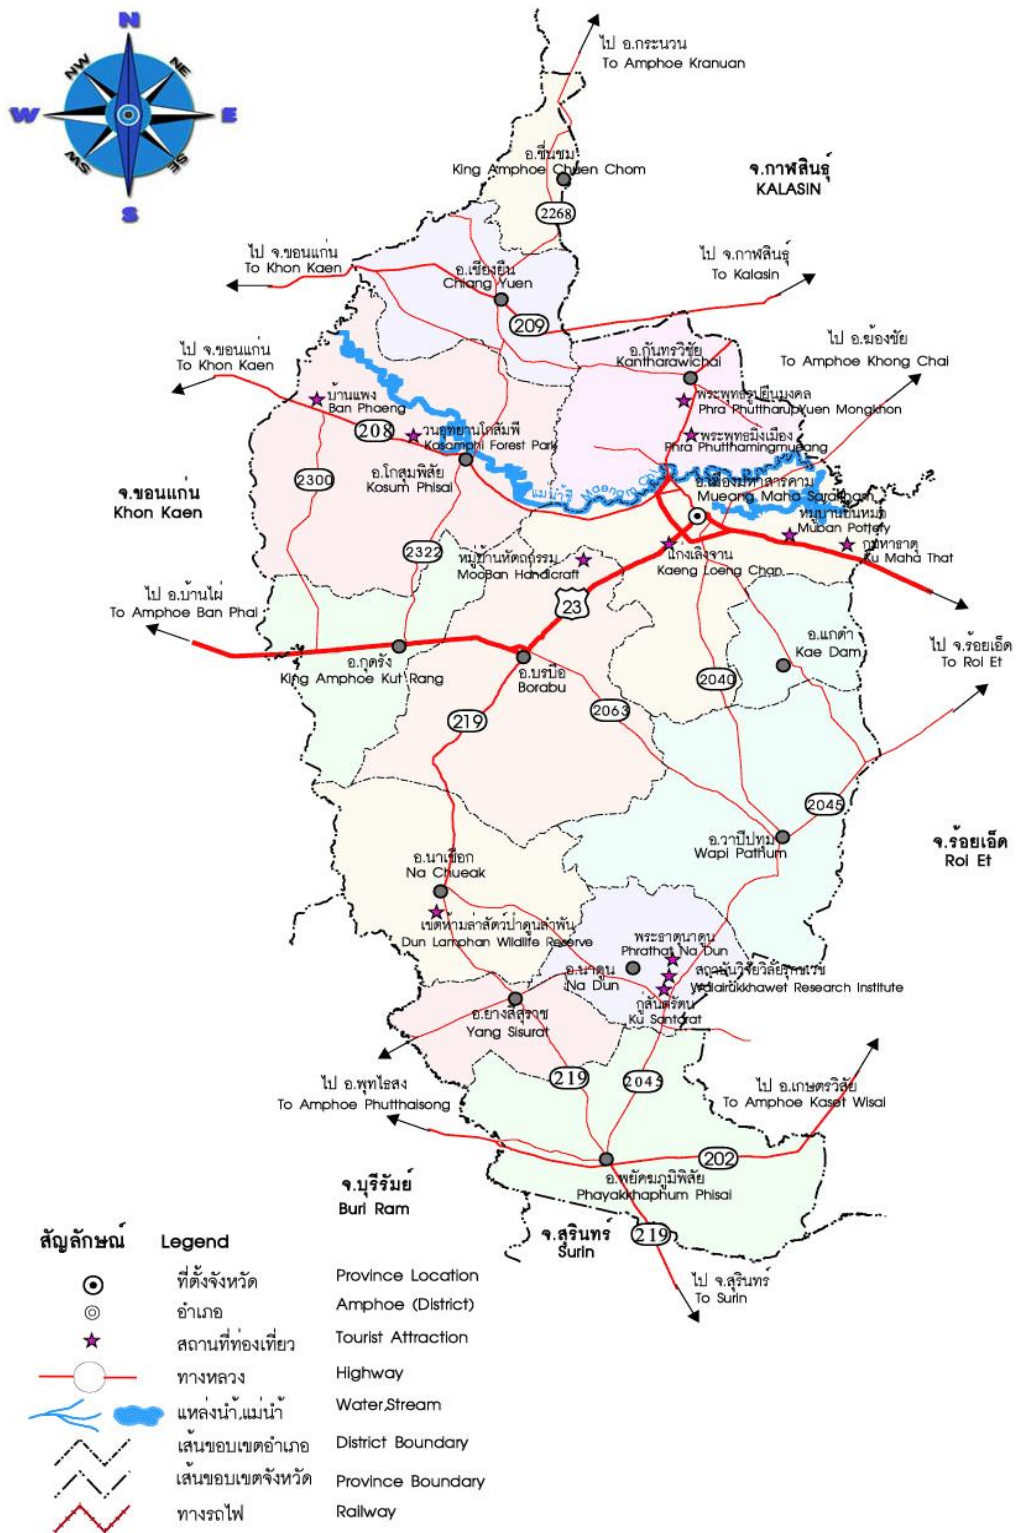 N
NW
NE
W
E
SW
SE
S
ไป อ.กระนวน
To Amphoe Kranuan
อ.ชื่นชม
King Amphoe Chuen Chom
จ.กาฬสินธุ์
KALASIN
2268
ไป จ.ขอนแก่น
To Khon Kaen
ไป จ.กาฬสินธุ์
To Kalasin
อ.เชียงยืน
Chiang Yuen
209
ไป จ.ขอนแก่น
To Khon Kaen
ไป อ.ฆ้องชัย
To Amphoe Khong Chai
อ.กันทรวิชัย
Kantharawichai
บ้านแพง
Ban Phaeng
พระพุทธรูปยืนมงคล
Phra Phuttharup Yuen Mongkhon
208
วนอุทยานโกสัมพี
Kosamphi Forest Park
พระพุทธมิ่งเมือง
Phra Phutthamingmueang
อ.โกสุมพิสัย
Kosum Phisai
2300
จ.ขอนแก่น
Khon Kaen
แม่น้ำชี Maenam Chi
อ.เมืองมหาสารคาม
Mueang Maha Sarakham
หมู่บ้านปั้นหม้อ
Muban Pottery
กู่มหาธาตุ
Ku Maha That
2322
หมู่บ้านหัตถกรรม
MooBan Handicraft
แก่งเลิงจาน
Kaeng Loeng Chan
23
ไป อ.บ้านไผ่
To Amphoe Ban Phai
อ.แกดำ
Kae Dam
ไป จ.ร้อยเอ็ด
To Roi Et
อ.กุดรัง
King Amphoe Kut Rang
อ.บรบือ
Borabu
2040
219
2063
2045
อ.วาปีปทุม
Wapi Pathum
จ.ร้อยเอ็ด
Roi Et
อ.นาเชือก
Na Chueak
เขตห้ามล่าสัตว์ป่าดูนลำพัน
Dun Lamphan Wildlife Reserve
พระธาตุนาดูน
Phrathat Na Dun
อ.นาดูน
Na Dun
สถาบันวิจัยวลัยรุกขเวช
Walairukkhawet Research Institute
กู่สันตรัตน์
Ku Santarat
อ.ยางสีสุราช
Yang Sisurat
219
2045
ไป อ.พุทไธสง
To Amphoe Phutthaisong
ไป อ.เกษตรวิสัย
To Amphoe Kaset Wisai
202
อ.พยัคฆภูมิพิสัย
Phayakkhaphum Phisai
จ.บุรีรัมย์
Buri Ram
จ.สุรินทร์
Surin
219
ไป จ.สุรินทร์
To Surin
สัญลักษณ์ Legend
ที่ตั้งจังหวัด Province Location
อำเภอ Amphoe (District)
สถานที่ท่องเที่ยว Tourist Attraction
ทางหลวง Highway
แหล่งน้ำ,แม่น้ำ Water,Stream
เส้นขอบเขตอำเภอ District Boundary
เส้นขอบเขตจังหวัด Province Boundary
ทางรถไฟ Railway